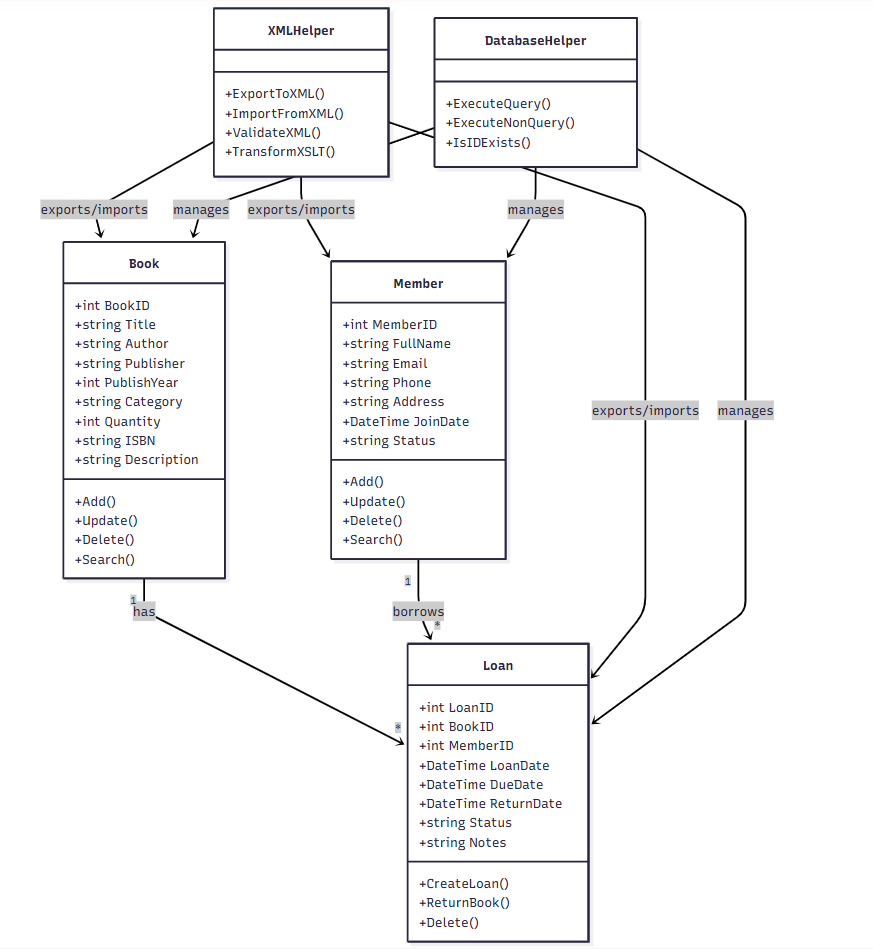 XMLHelper
+ExportToXML()
+ImportFromXML()
+ValidateXML()
+TransformXSLT()
DatabaseHelper
+ExecuteQuery()
+ExecuteNonQuery()
+IsIDExists()
exports/imports
manages
exports/imports
manages
Book
+int BookID
+string Title
+string Author
+string Publisher
+int PublishYear
+string Category
+int Quantity
+string ISBN
+string Description
+Add()
+Update()
+Delete()
+Search()
Member
+int MemberID
+string FullName
+string Email
+string Phone
+string Address
+DateTime JoinDate
+string Status
+Add()
+Update()
+Delete()
+Search()
exports/imports
manages
1
has
*
1
borrows
*
Loan
+int LoanID
+int BookID
+int MemberID
+DateTime LoanDate
+DateTime DueDate
+DateTime ReturnDate
+string Status
+string Notes
+CreateLoan()
+ReturnBook()
+Delete()